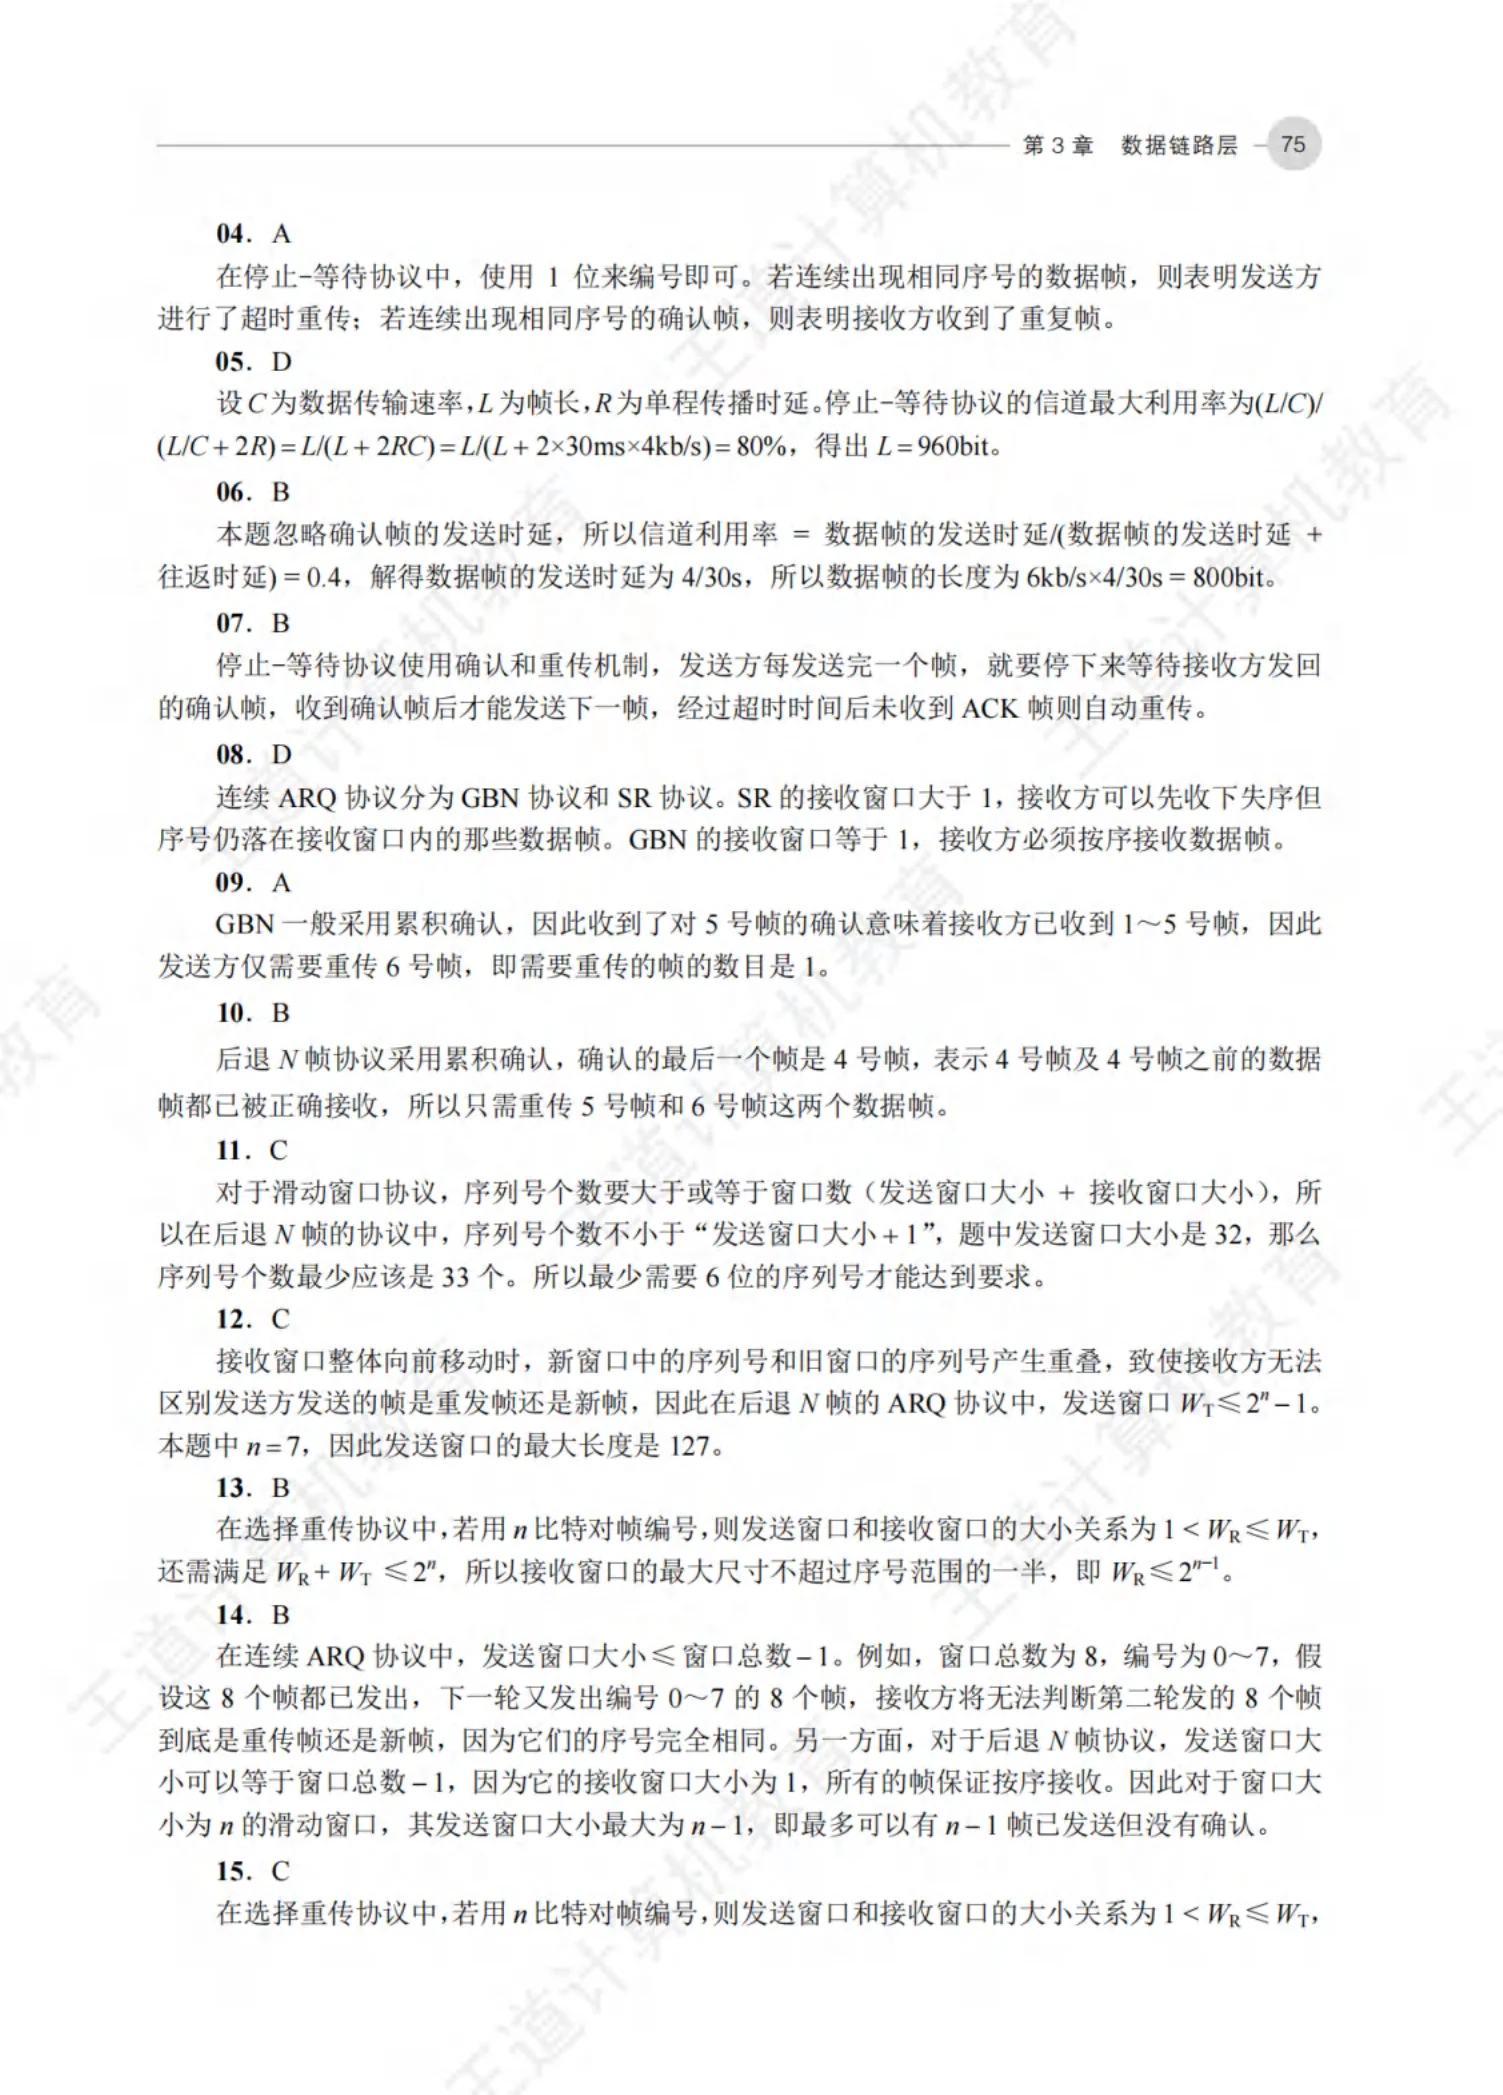 第 3 章 数据链路层 75
04. A
在停止-等待协议中，使用 1 位来编号即可。若连续出现相同序号的数据帧，则表明发送方
进行了超时重传；若连续出现相同序号的确认帧，则表明接收方收到了重复帧。
05. D
设 C 为数据传输速率，L 为帧长，R 为单程传播时延。停止-等待协议的信道最大利用率为(L/C)/
(L/C + 2R) = L/(L + 2RC) = L/(L + 2×30ms×4kb/s) = 80%，得出 L = 960bit。
06. B
本题忽略确认帧的发送时延，所以信道利用率 = 数据帧的发送时延/(数据帧的发送时延 +
往返时延) = 0.4，解得数据帧的发送时延为 4/30s，所以数据帧的长度为 6kb/s×4/30s = 800bit。
07. B
停止-等待协议使用确认和重传机制，发送方每发送完一个帧，就要停下来等待接收方发回
的确认帧，收到确认帧后才能发送下一帧，经过超时时间后未收到 ACK 帧则自动重传。
08. D
连续 ARQ 协议分为 GBN 协议和 SR 协议。SR 的接收窗口大于 1，接收方可以先收下失序但
序号仍落在接收窗口内的那些数据帧。GBN 的接收窗口等于 1，接收方必须按序接收数据帧。
09. A
GBN 一般采用累积确认，因此收到了对 5 号帧的确认意味着接收方已收到 1～5 号帧，因此
发送方仅需要重传 6 号帧，即需要重传的帧的数目是 1。
10. B
后退 N 帧协议采用累积确认，确认的最后一个帧是 4 号帧，表示 4 号帧及 4 号帧之前的数据
帧都已被正确接收，所以只需重传 5 号帧和 6 号帧这两个数据帧。
11. C
对于滑动窗口协议，序列号个数要大于或等于窗口数（发送窗口大小 + 接收窗口大小），所
以在后退 N 帧的协议中，序列号个数不小于“发送窗口大小 + 1”，题中发送窗口大小是 32，那么
序列号个数最少应该是 33 个。所以最少需要 6 位的序列号才能达到要求。
12. C
接收窗口整体向前移动时，新窗口中的序列号和旧窗口的序列号产生重叠，致使接收方无法
区别发送方发送的帧是重发帧还是新帧，因此在后退 N 帧的 ARQ 协议中，发送窗口 W_T ≤ 2^n − 1。
本题中 n = 7，因此发送窗口的最大长度是 127。
13. B
在选择重传协议中，若用 n 比特对帧编号，则发送窗口和接收窗口的大小关系为 1 < W_R ≤ W_T，
还需满足 W_R + W_T ≤ 2^n，所以接收窗口的最大尺寸不超过序号范围的一半，即 W_R ≤ 2^{n−1}。
14. B
在连续 ARQ 协议中，发送窗口大小 ≤ 窗口总数 − 1。例如，窗口总数为 8，编号为 0～7，假
设这 8 个帧都已发出，下一轮又发出编号 0～7 的 8 个帧，接收方将无法判断第二轮发的 8 个帧
到底是重传帧还是新帧，因为它们的序号完全相同。另一方面，对于后退 N 帧协议，发送窗口大
小可以等于窗口总数 − 1，因为它的接收窗口大小为 1，所有的帧保证按序接收。因此对于窗口大
小为 n 的滑动窗口，其发送窗口大小最大为 n − 1，即最多可以有 n − 1 帧已发送但没有确认。
15. C
在选择重传协议中，若用 n 比特对帧编号，则发送窗口和接收窗口的大小关系为 1 < W_R ≤ W_T，
王道计算机教育